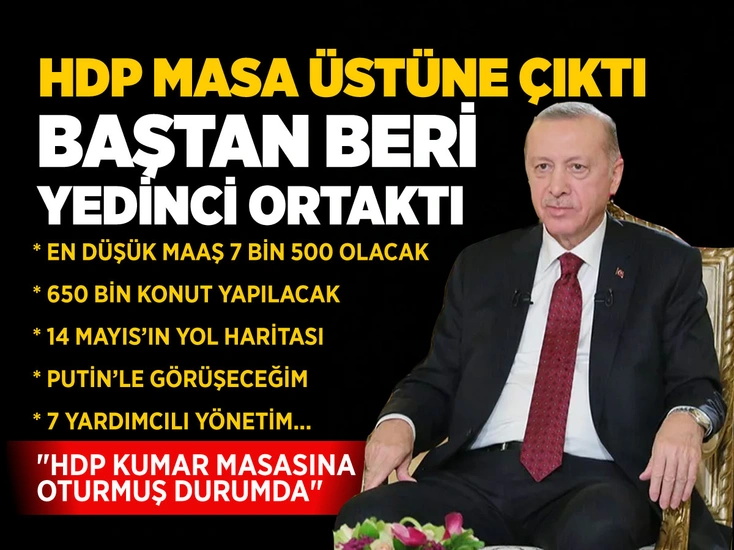 HDP MASA ÜSTÜNE ÇIKTI
BAŞTAN BERİ
YEDİNCİ ORTAKTI
* EN DÜŞÜK MAAŞ 7 BİN 500 OLACAK
* 650 BİN KONUT YAPILACAK
* 14 MAYIS’IN YOL HARİTASI
* PUTİN’LE GÖRÜŞECEĞİM
* 7 YARDIMCILI YÖNETİM...
"HDP KUMAR MASASINA
OTURMUŞ DURUMDA"